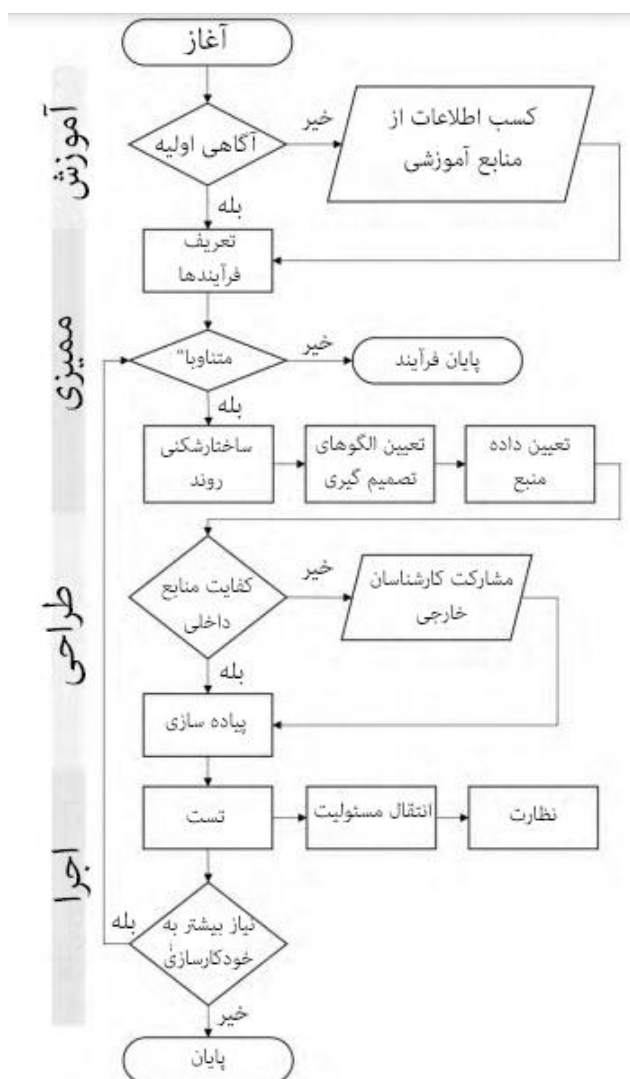 آغاز
آموزش
آگاهی اولیه
خیر
کسب اطلاعات از
منابع آموزشی
بله
تعریف
فرآیندها
ممیزی
متناوبا"
خیر
پایان فرآیند
بله
ساختارشکنی
روند
تعیین الگوهای
تصمیم گیری
تعیین داده
منبع
طراحی
کفایت منابع
داخلی
خیر
مشارکت کارشناسان
خارجی
بله
پیاده سازی
اجرا
تست
انتقال مسئولیت
نظارت
نیاز بیشتر به
خودکارسازی
بله
خیر
پایان